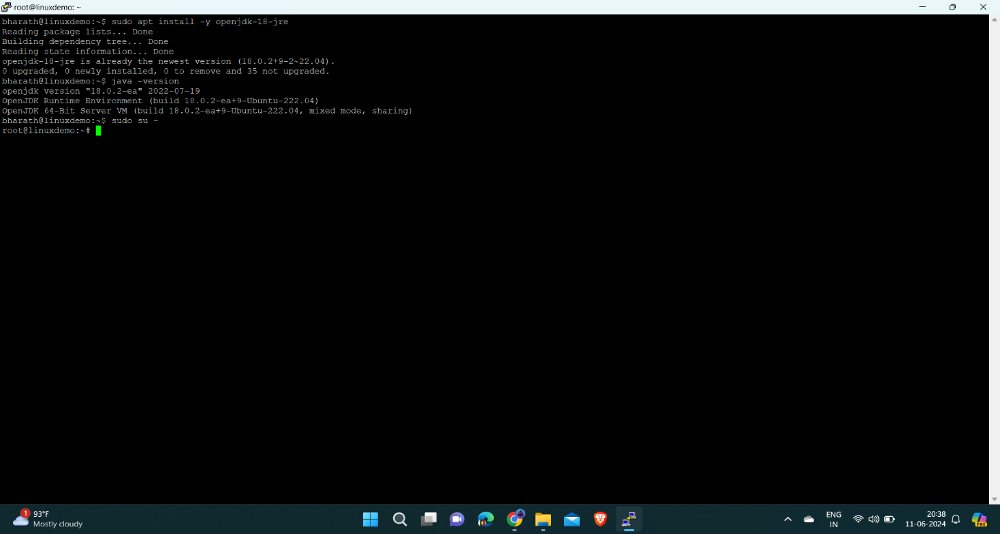 root@linuxdemo: ~
bharath@linuxdemo:~$ sudo apt install -y openjdk-18-jre
Reading package lists... Done
Building dependency tree... Done
Reading state information... Done
openjdk-18-jre is already the newest version (18.0.2+9-2~22.04).
0 upgraded, 0 newly installed, 0 to remove and 35 not upgraded.
bharath@linuxdemo:~$ java -version
openjdk version "18.0.2-ea" 2022-07-19
OpenJDK Runtime Environment (build 18.0.2-ea+9-Ubuntu-222.04)
OpenJDK 64-Bit Server VM (build 18.0.2-ea+9-Ubuntu-222.04, mixed mode, sharing)
bharath@linuxdemo:~$ sudo su -
root@linuxdemo:~#
1
93°F
Mostly cloudy
ENG
IN
20:38
11-06-2024
PRE